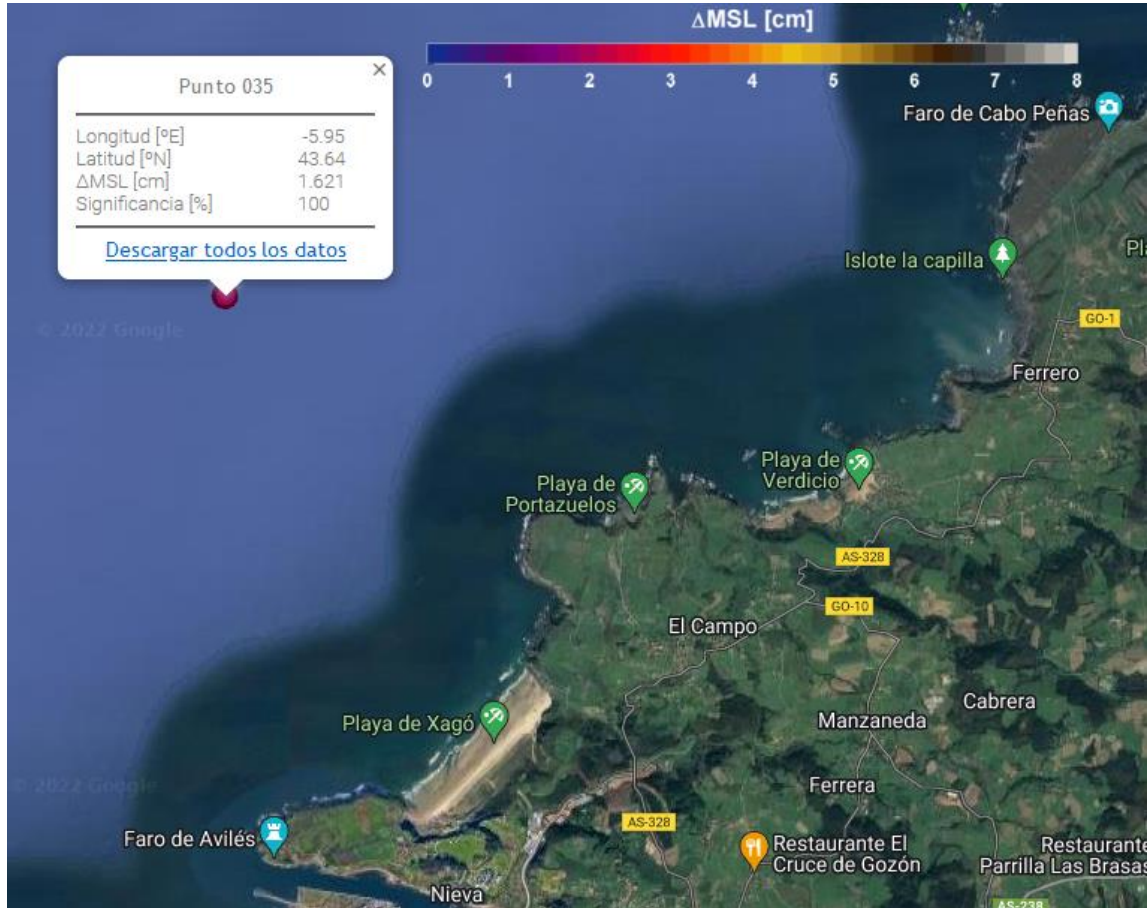 ΔMSL [cm]
0 1 2 3 4 5 6 7 8
×
Punto 035
Longitud [ºE] -5.95
Latitud [ºN] 43.64
ΔMSL [cm] 1.621
Significancia [%] 100
Descargar todos los datos
© 2022 Google
Faro de Cabo Peñas
Islote la capilla
Pla
GO-1
Ferrero
Playa de
Verdicio
Playa de
Portazuelos
AS-328
GO-10
El Campo
Cabrera
Playa de Xagó
Manzaneda
© 2022 Google
Ferrera
Faro de Avilés
AS-328
Restaurante El
Cruce de Gozón
Restaurante
Parrilla Las Brasas
Nieva
AS-238